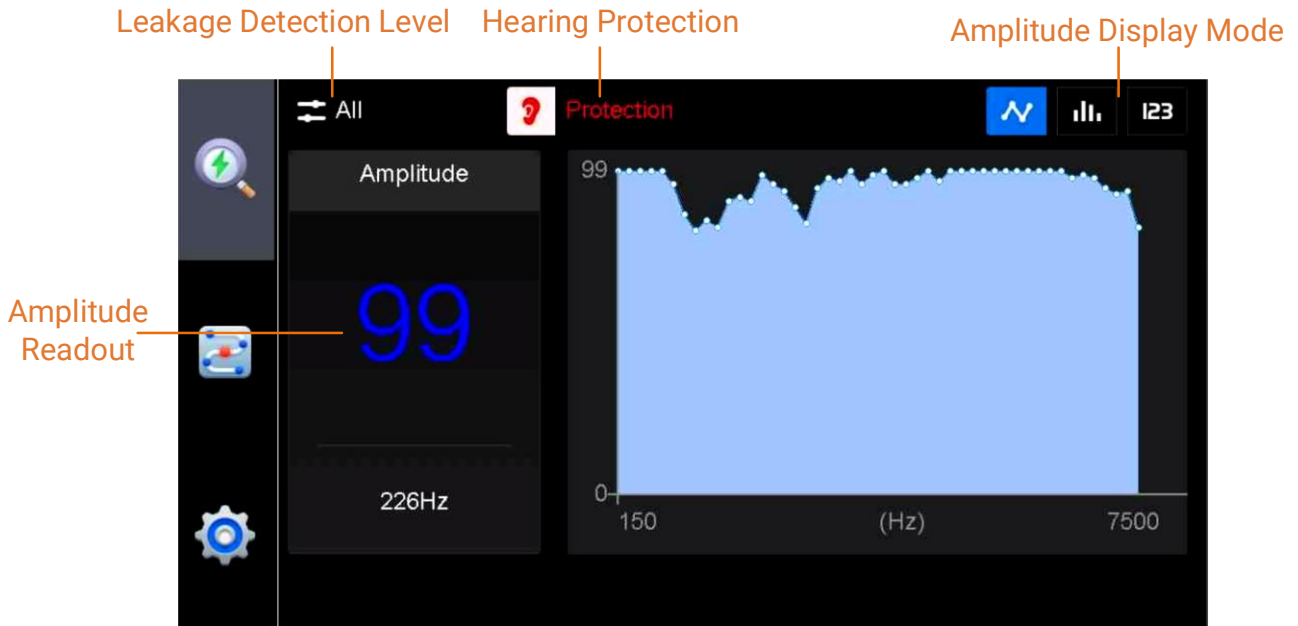 Leakage Detection Level
Hearing Protection
Amplitude Display Mode
All
Protection
123
Amplitude
99
99
Amplitude
Readout
226Hz
0
150
(Hz)
7500